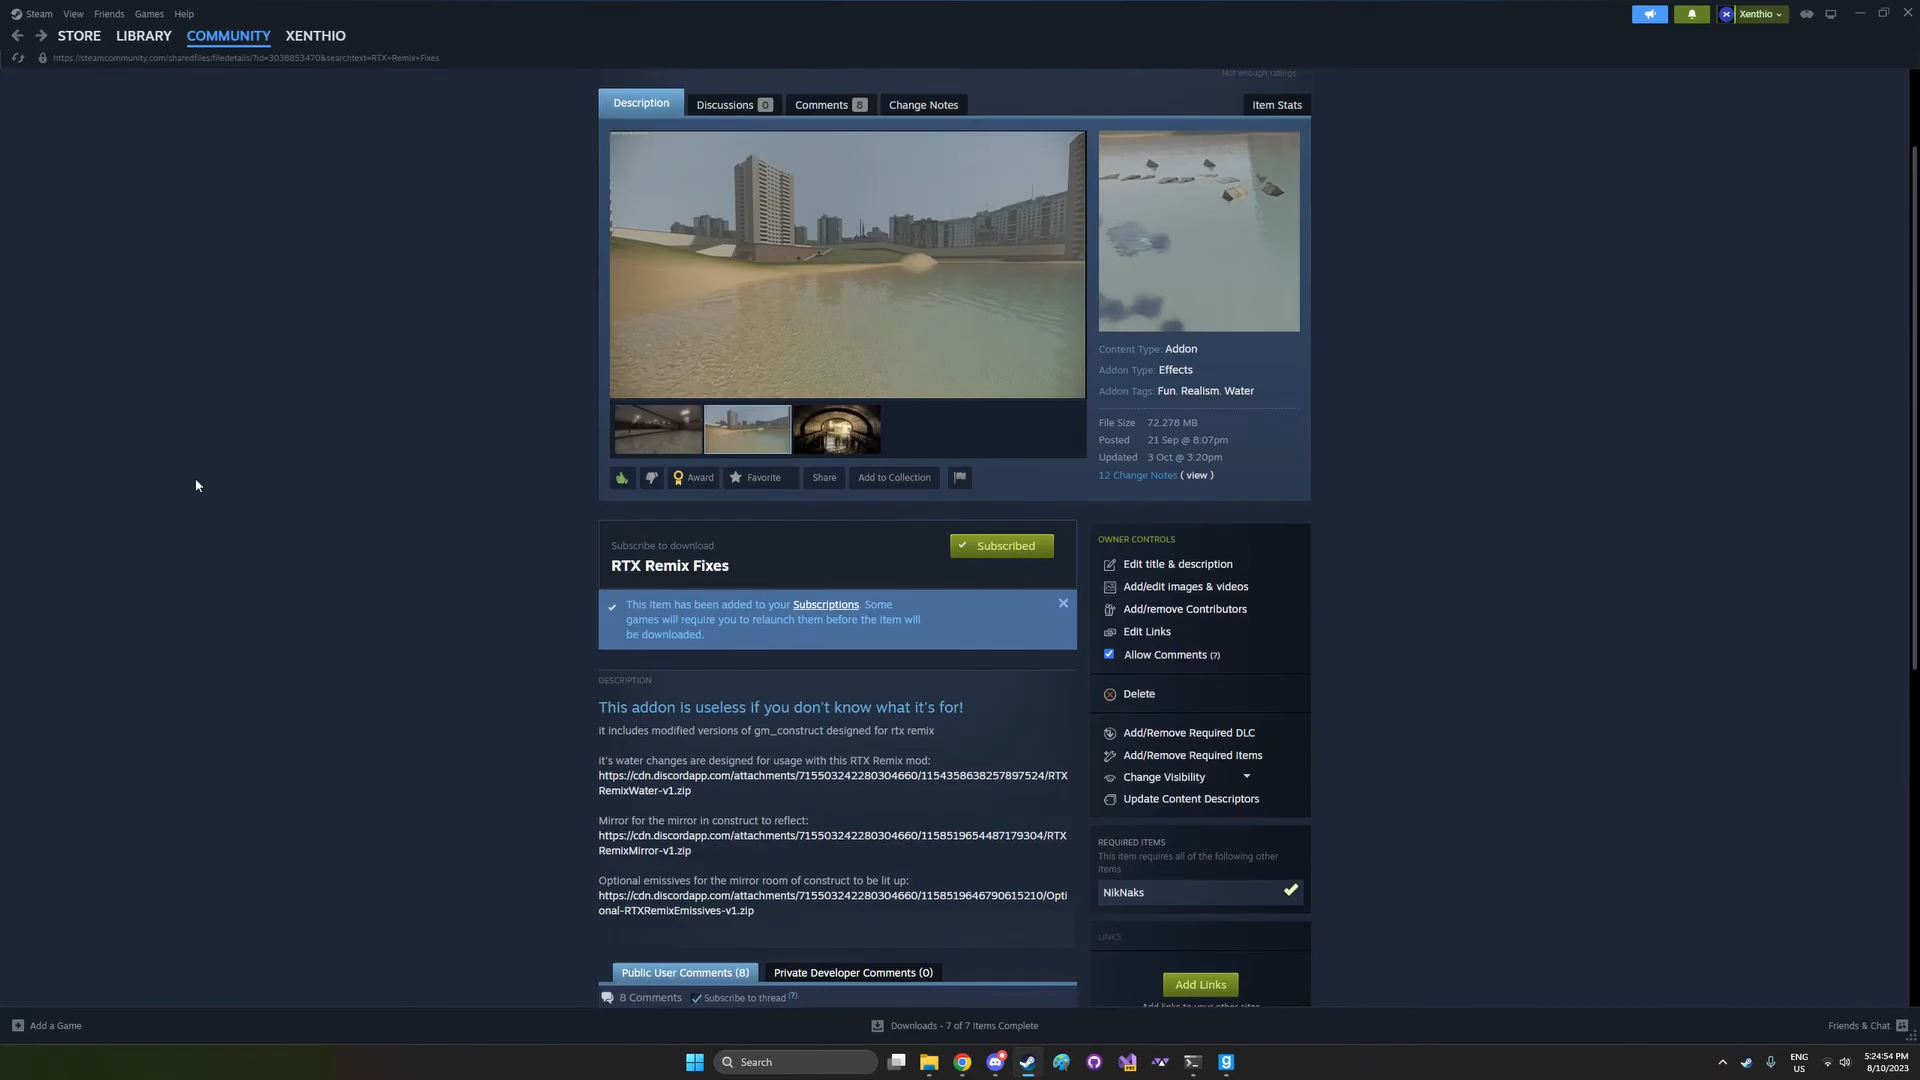 Steam View Friends Games Help
Xenthio
STORE LIBRARY COMMUNITY XENTHIO
https://steamcommunity.com/sharedfiles/filedetails/?id=3038653470&searchtext=RTX+Remix+Fixes
Not enough ratings
Description Discussions 0 Comments 8 Change Notes Item Stats
Content Type: Addon
Addon Type: Effects
Addon Tags: Fun, Realism, Water
File Size 72.278 MB
Posted 21 Sep @ 8:07pm
Updated 3 Oct @ 3:20pm
12 Change Notes ( view )
Award Favorite Share Add to Collection
Subscribe to download
RTX Remix Fixes
Subscribed
This item has been added to your Subscriptions. Some
games will require you to relaunch them before the item will
be downloaded.
DESCRIPTION
This addon is useless if you don't know what it's for!
it includes modified versions of gm_construct designed for rtx remix
it's water changes are designed for usage with this RTX Remix mod:
https://cdn.discordapp.com/attachments/715503242280304660/1154358638257897524/RTX
RemixWater-v1.zip
Mirror for the mirror in construct to reflect:
https://cdn.discordapp.com/attachments/715503242280304660/1158519654487179304/RTX
RemixMirror-v1.zip
Optional emissives for the mirror room of construct to be lit up:
https://cdn.discordapp.com/attachments/715503242280304660/1158519646790615210/Opti
onal-RTXRemixEmissives-v1.zip
Public User Comments (8) Private Developer Comments (0)
8 Comments Subscribe to thread (?)
OWNER CONTROLS
Edit title & description
Add/edit images & videos
Add/remove Contributors
Edit Links
Allow Comments (?)
Delete
Add/Remove Required DLC
Add/Remove Required Items
Change Visibility
Update Content Descriptors
REQUIRED ITEMS
This item requires all of the following other
items
NikNaks
LINKS
Add Links
Add a Game
Downloads - 7 of 7 Items Complete
Friends & Chat
Search
ENG
US
5:24:54 PM
8/10/2023